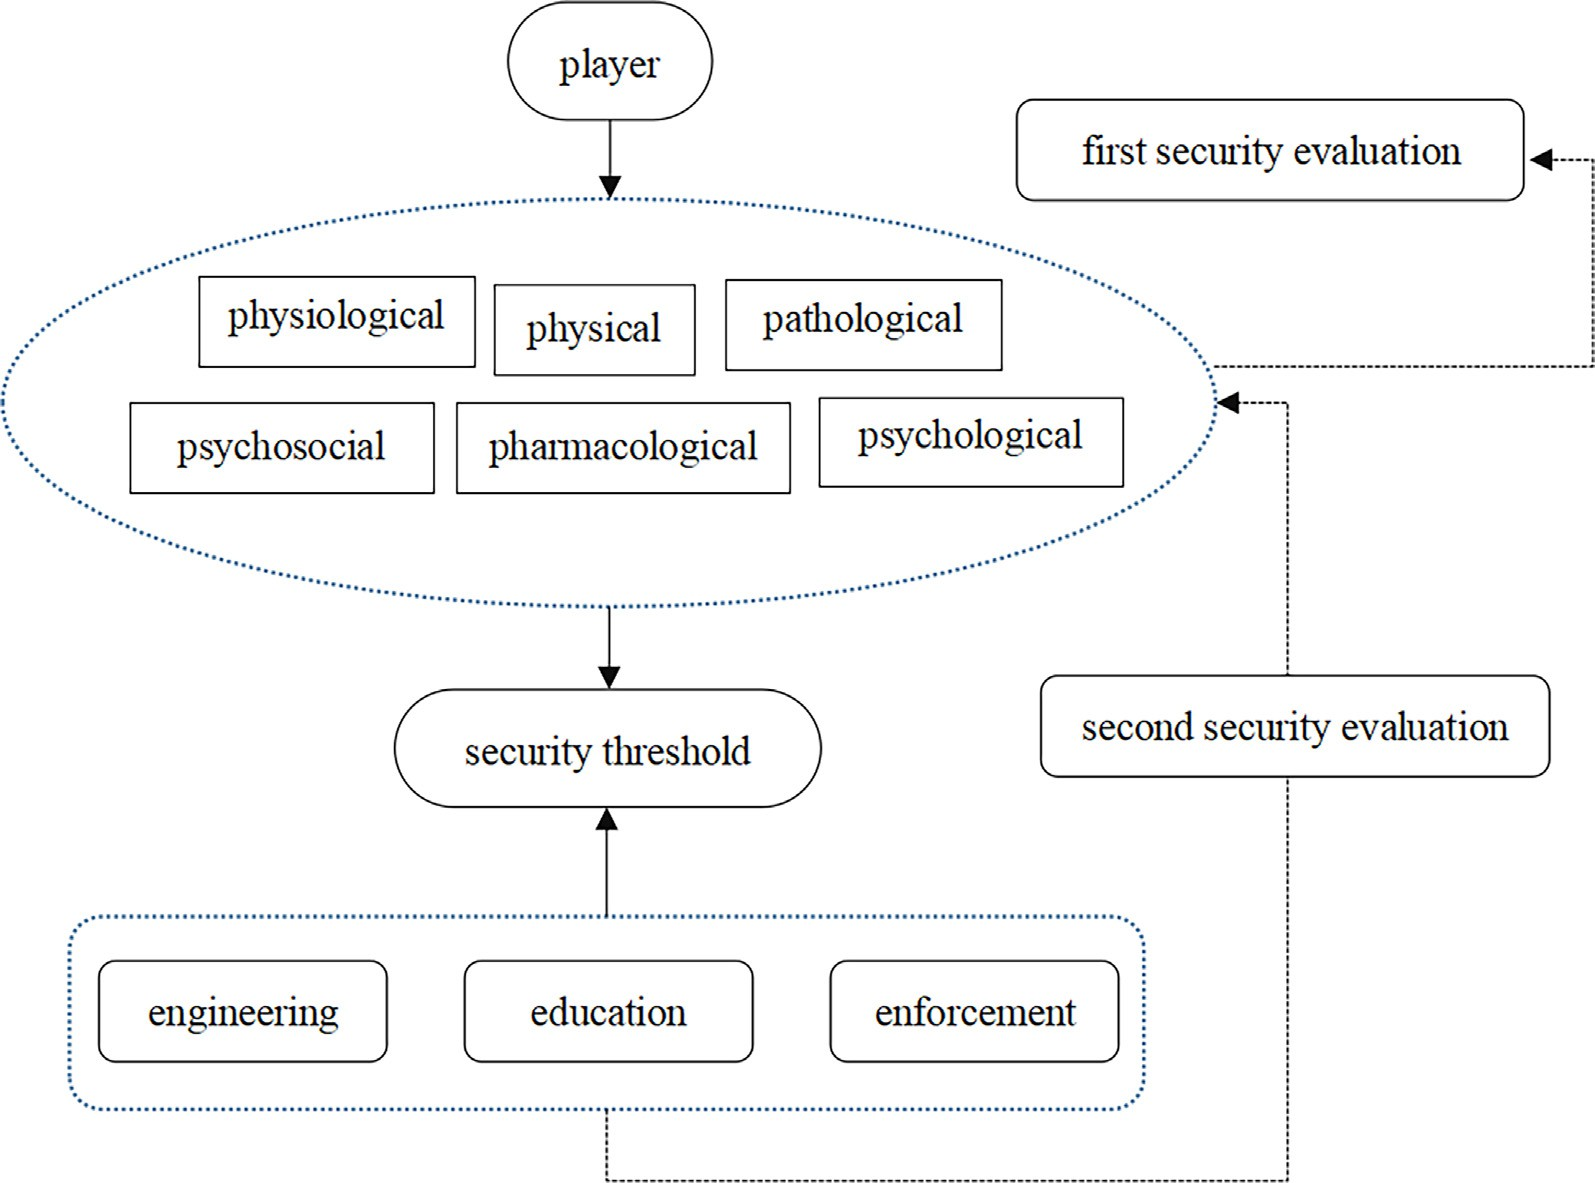 player
first security evaluation
physiological
physical
pathological
psychosocial
pharmacological
psychological
security threshold
second security evaluation
engineering
education
enforcement